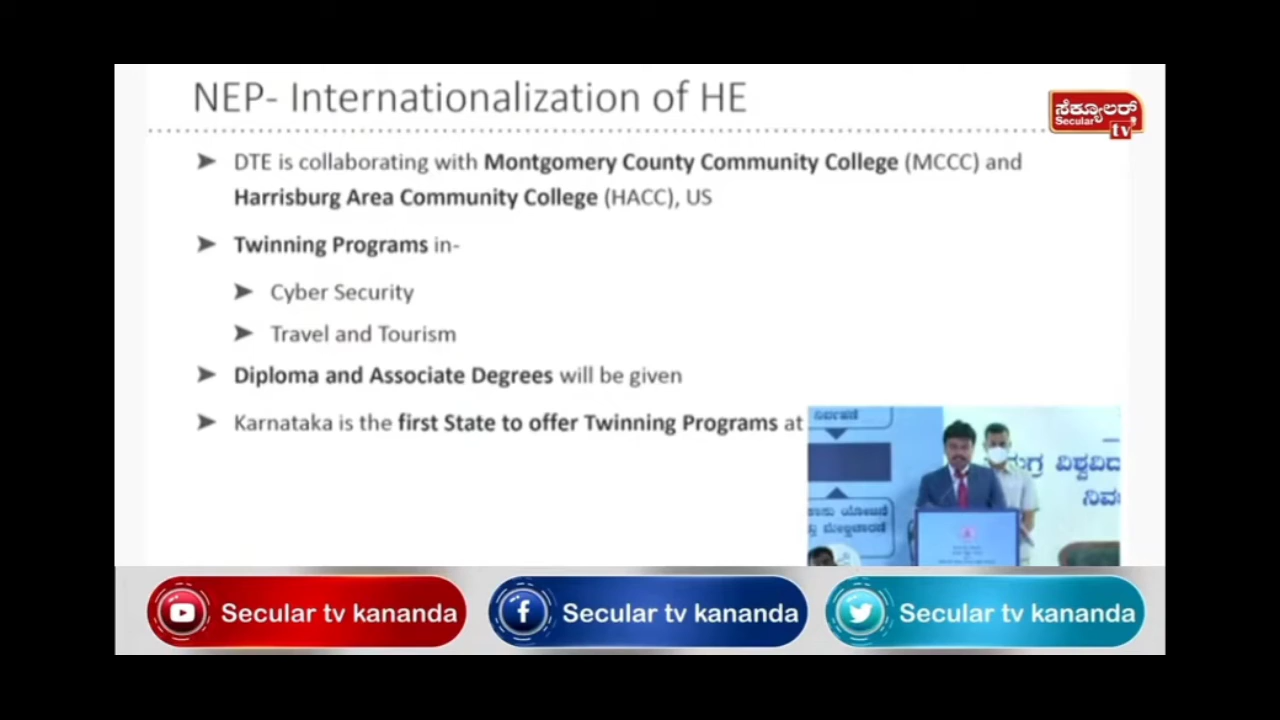 NEP- Internationalization of HE
ಸೆಕ್ಯೂಲರ್
Secular
tv
➤ DTE is collaborating with Montgomery County Community College (MCCC) and
Harrisburg Area Community College (HACC), US
➤ Twinning Programs in-
➤ Cyber Security
➤ Travel and Tourism
➤ Diploma and Associate Degrees will be given
➤ Karnataka is the first State to offer Twinning Programs at
ನಿರ್ವಹಣೆ
Secular tv kananda
Secular tv kananda
Secular tv kananda